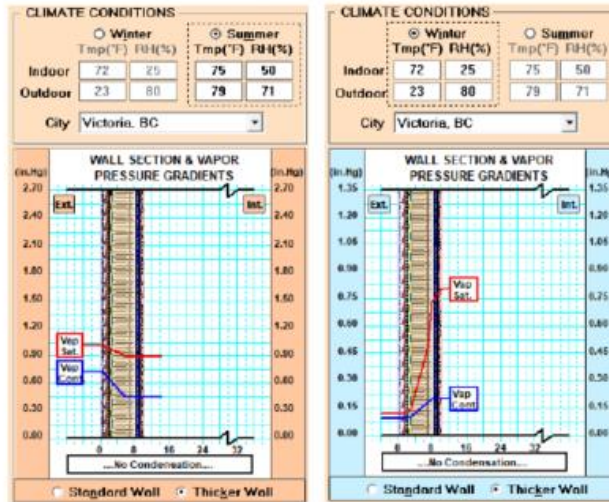 CLIMATE CONDITIONS
Winter Summer
Tmp(°F) RH(%) Tmp(°F) RH(%)
Indoor 72 25 75 50
Outdoor 23 80 79 71
City Victoria, BC
WALL SECTION & VAPOR
PRESSURE GRADIENTS
(in.Hg) (in.Hg)
2.70 2.70
Ext. Int.
2.40 2.40
2.10 2.10
1.80 1.80
1.50 1.50
1.20 1.20
Vap
Sat.
0.90 0.90
Vap
Cont
0.60 0.60
0.30 0.30
0.00 0.00
0 8 16 24 32
....No Condensation....
Standard Wall Thicker Wall
CLIMATE CONDITIONS
Winter Summer
Tmp(°F) RH(%) Tmp(°F) RH(%)
Indoor 72 25 75 50
Outdoor 23 80 79 71
City Victoria, BC
WALL SECTION & VAPOR
PRESSURE GRADIENTS
(in.Hg) (in.Hg)
1.35 1.35
Ext. Int.
1.20 1.20
1.05 1.05
0.90 0.90
Vap
Sat.
0.75 0.75
0.60 0.60
0.45 0.45
0.30 0.30
Vap
Cont
0.15 0.15
0.00 0.00
8 16 24 32
....No Condensation....
Standard Wall Thicker Wall